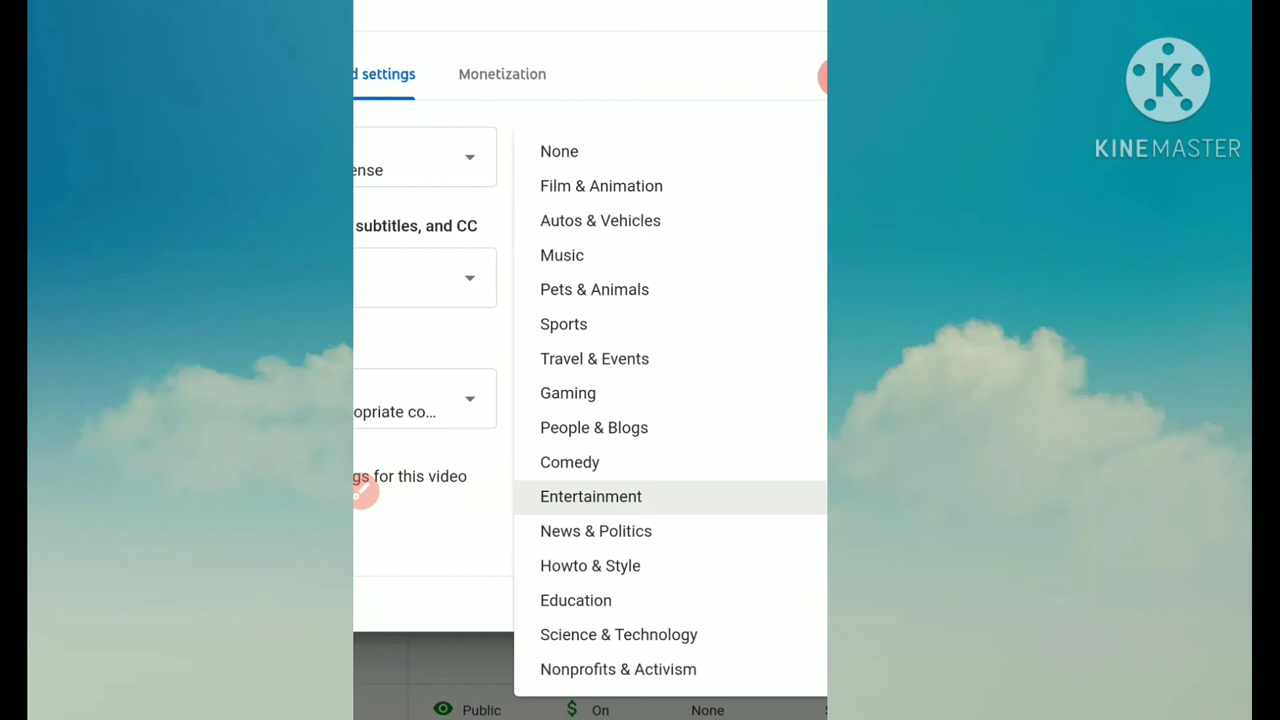 d settings
Monetization
ense
subtitles, and CC
opriate co...
gs for this video
None
Film & Animation
Autos & Vehicles
Music
Pets & Animals
Sports
Travel & Events
Gaming
People & Blogs
Comedy
Entertainment
News & Politics
Howto & Style
Education
Science & Technology
Nonprofits & Activism
Public
$ On
None
K
KINEMASTER